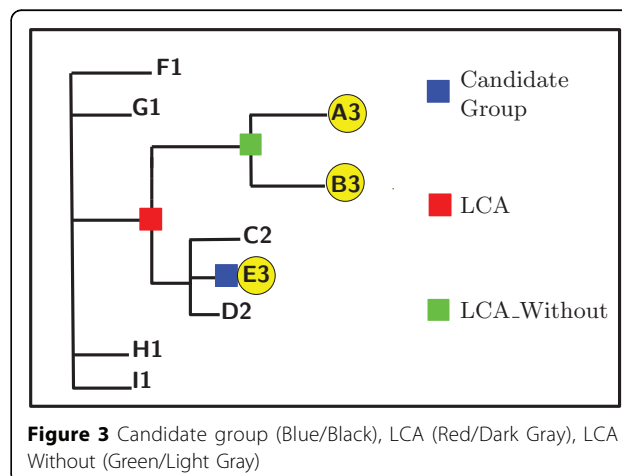 F1
G1
A3
B3
C2
E3
D2
H1
I1
Candidate
Group
LCA
LCA_Without
Figure 3 Candidate group (Blue/Black), LCA (Red/Dark Gray), LCA
Without (Green/Light Gray)